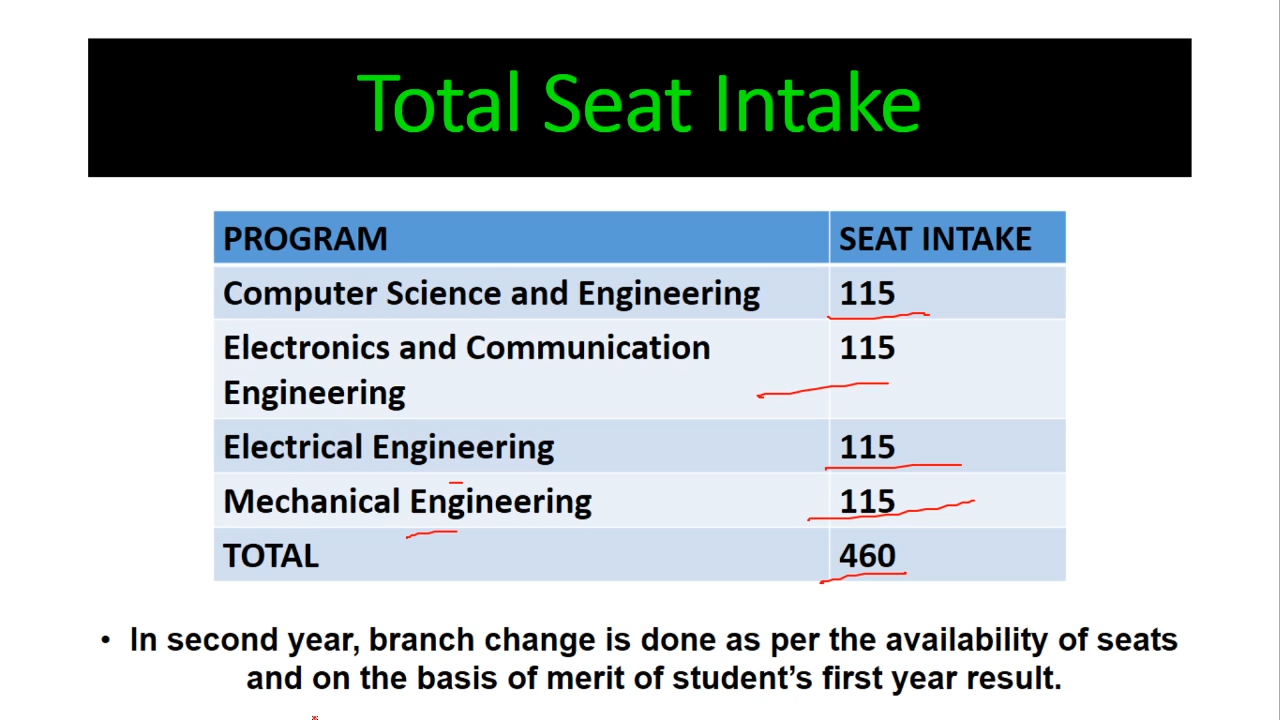 Total Seat Intake
PROGRAM SEAT INTAKE
Computer Science and Engineering 115
Electronics and Communication 115
Engineering
Electrical Engineering 115
Mechanical Engineering 115
TOTAL 460
• In second year, branch change is done as per the availability of seats
and on the basis of merit of student’s first year result.